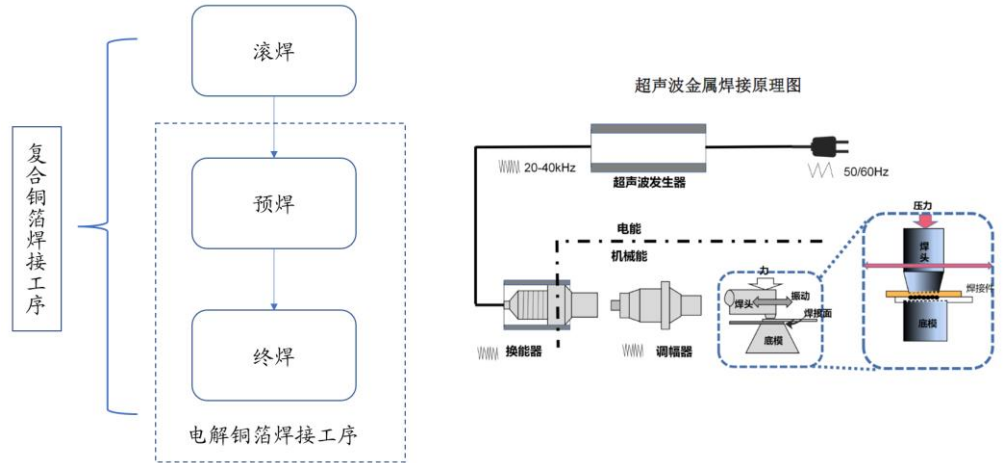 滚焊
复合铜箔焊接工序
预焊
终焊
电解铜箔焊接工序
超声波金属焊接原理图
20-40kHz
超声波发生器
50/60Hz
电能
机械能
换能器
调幅器
力
焊头
振动
焊接面
底模
压力
焊头
焊接件
底模